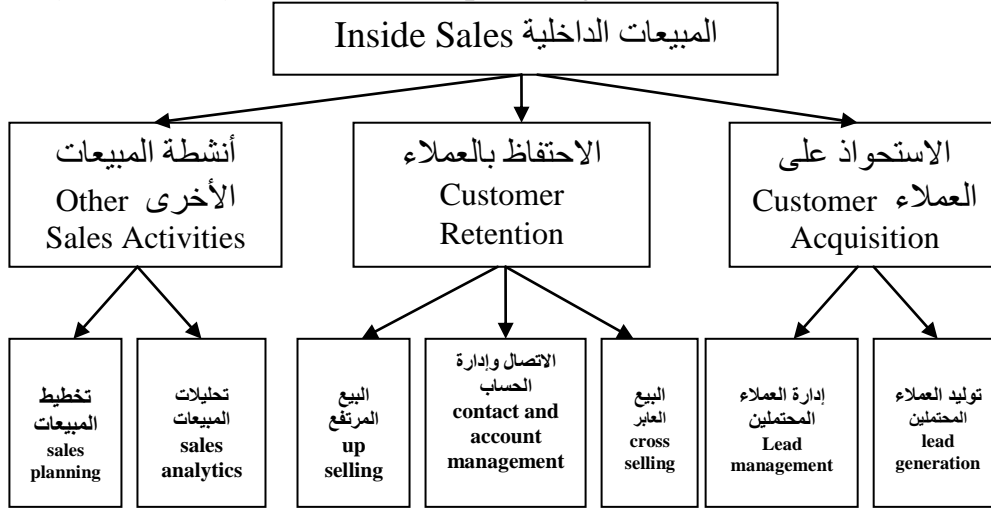 المبيعات الداخلية Inside Sales
الاستحواذ على
العملاء Customer
Acquisition
الاحتفاظ بالعملاء
Customer
Retention
أنشطة المبيعات
الأخرى Other
Sales Activities
توليد العملاء
المحتملين
lead
generation
إدارة العملاء
المحتملين
Lead
management
البيع
العابر
cross
selling
الاتصال وإدارة
الحساب
contact and
account
management
البيع
المرتفع
up
selling
تحليلات
المبيعات
sales
analytics
تخطيط
المبيعات
sales
planning